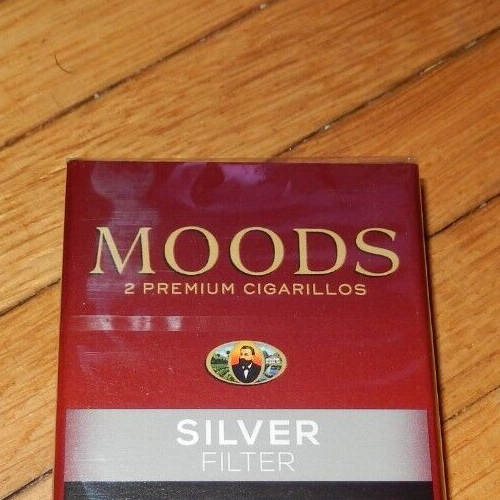 MOODS
2 PREMIUM CIGARILLOS
SILVER
FILTER